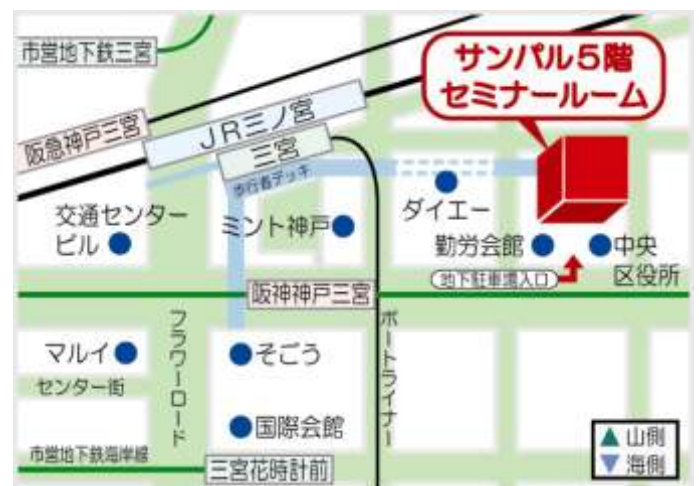 市営地下鉄三宮
サンパル5階
セミナールーム
阪急神戸三宮
JR三ノ宮
三宮
歩行者デッキ
交通センター
ビル
ミント神戸
ダイエー
勤労会館
中央
区役所
地下駐車場入口
阪神神戸三宮
フラワーロード
ポートライナー
マルイ
センター街
そごう
国際会館
市営地下鉄海岸線
三宮花時計前
▲山側
▼海側